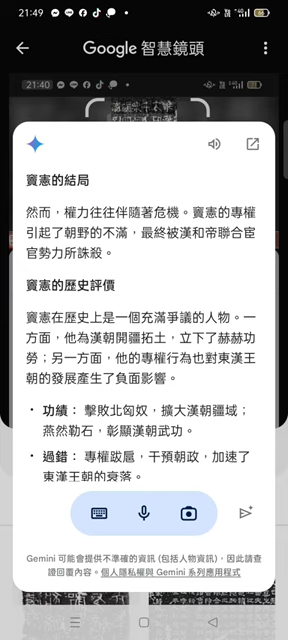 21:49
Google 智慧鏡頭
21:40
竇憲的結局
然而，權力往往伴隨著危機。竇憲的專權
引起了朝野的不滿，最終被漢和帝聯合宦
官勢力所誅殺。
竇憲的歷史評價
竇憲在歷史上是一個充滿爭議的人物。一
方面，他為漢朝開疆拓土，立下了赫赫功
勞；另一方面，他的專權行為也對東漢王
朝的發展產生了負面影響。
• 功績： 擊敗北匈奴，擴大漢朝疆域；
燕然勒石，彰顯漢朝武功。
• 過錯： 專權跋扈，干預朝政，加速了
東漢王朝的衰落。
Gemini 可能會提供不準確的資訊 (包括人物資訊)，因此請查
證回覆內容。個人隱私權與 Gemini 系列應用程式